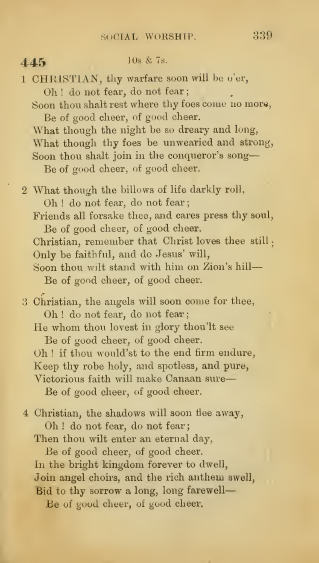 SOCIAL WORSHIP. 339
445 10s & 7s.
1 CHRISTIAN, thy warfare soon will be o'er,
Oh! do not fear, do not fear;
Soon thou shalt rest where thy foes come no more,
Be of good cheer, of good cheer.
What though the night be so dreary and long,
What though thy foes be unwearied and strong,
Soon thou shalt join in the conqueror's song—
Be of good cheer, of good cheer.
2 What though the billows of life darkly roll,
Oh! do not fear, do not fear;
Friends all forsake thee, and cares press thy soul,
Be of good cheer, of good cheer.
Christian, remember that Christ loves thee still;
Only be faithful, and do Jesus' will,
Soon thou wilt stand with him on Zion's hill—
Be of good cheer, of good cheer.
3 Christian, the angels will soon come for thee,
Oh! do not fear, do not fear;
He whom thou lovest in glory thou'lt see
Be of good cheer, of good cheer.
Oh! if thou would'st to the end firm endure,
Keep thy robe holy, and spotless, and pure,
Victorious faith will make Canaan sure—
Be of good cheer, of good cheer.
4 Christian, the shadows will soon flee away,
Oh! do not fear, do not fear;
Then thou wilt enter an eternal day,
Be of good cheer, of good cheer.
In the bright kingdom forever to dwell,
Join angel choirs, and the rich anthem swell,
Bid to thy sorrow a long, long farewell—
Be of good cheer, of good cheer.